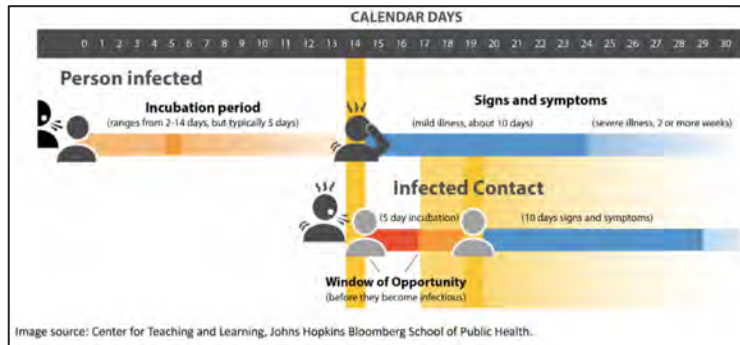 CALENDAR DAYS
0 1 2 3 4 5 6 7 8 9 10 11 12 13 14 15 16 17 18 19 20 21 22 23 24 25 26 27 28 29 30
Person infected
Incubation period
(ranges from 2-14 days, but typically 5 days)
Signs and symptoms
(mild illness, about 10 days)
(severe illness, 2 or more weeks)
Infected Contact
(5 day incubation)
(10 days signs and symptoms)
Window of Opportunity
(before they become infectious)
Image source: Center for Teaching and Learning, Johns Hopkins Bloomberg School of Public Health.